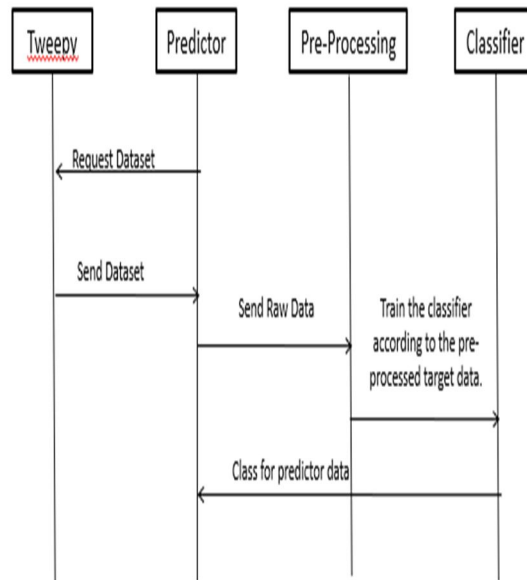 Tweepy
Predictor
Pre-Processing
Classifier
Request Dataset
Send Dataset
Send Raw Data
Train the classifier
according to the pre-
processed target data.
Class for predictor data